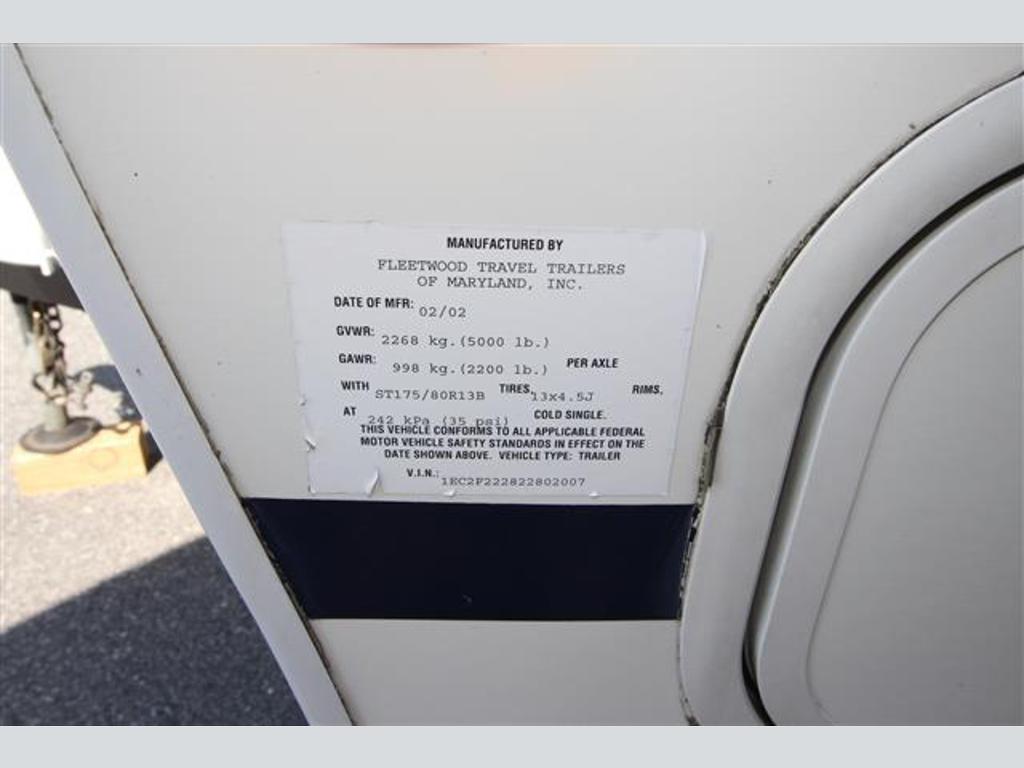 MANUFACTURED BY
FLEETWOOD TRAVEL TRAILERS
OF MARYLAND, INC.
DATE OF MFR: 02/02
GVWR: 2268 kg.(5000 lb.)
GAWR: 998 kg.(2200 lb.) PER AXLE
WITH ST175/80R13B TIRES, 13x4.5J RIMS,
AT 242 kPa (35 psi) COLD SINGLE.
THIS VEHICLE CONFORMS TO ALL APPLICABLE FEDERAL
MOTOR VEHICLE SAFETY STANDARDS IN EFFECT ON THE
DATE SHOWN ABOVE. VEHICLE TYPE: TRAILER
V.I.N.: 1EC2F222822802007